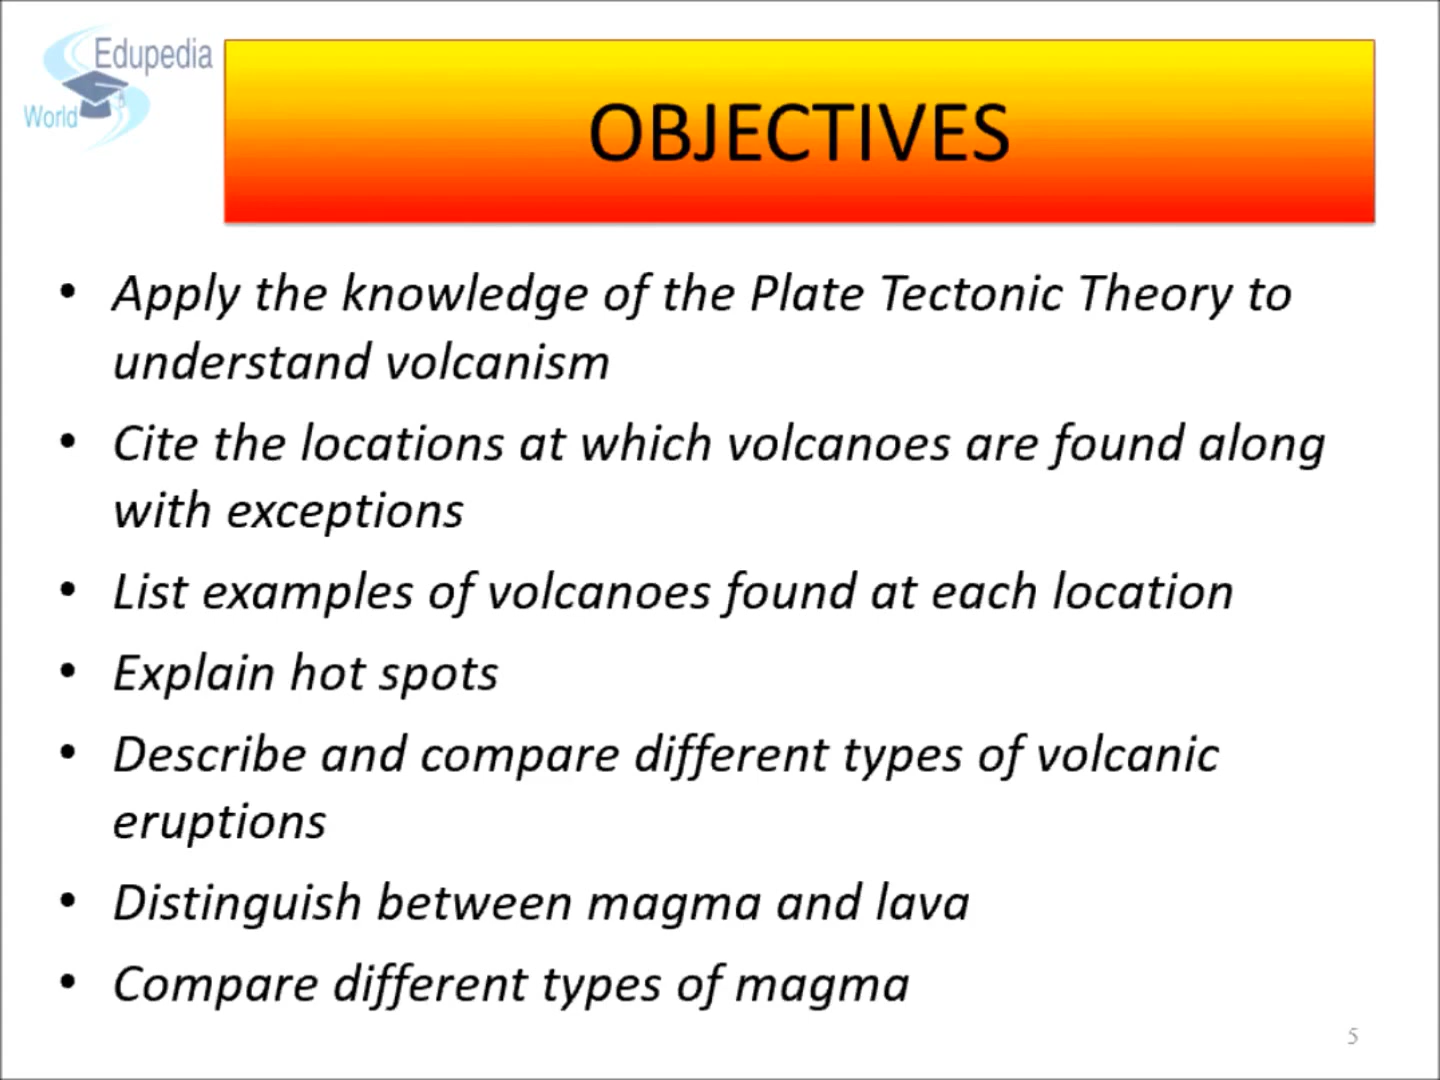 Edupedia
World
OBJECTIVES
• Apply the knowledge of the Plate Tectonic Theory to
understand volcanism
• Cite the locations at which volcanoes are found along
with exceptions
• List examples of volcanoes found at each location
• Explain hot spots
• Describe and compare different types of volcanic
eruptions
• Distinguish between magma and lava
• Compare different types of magma
5